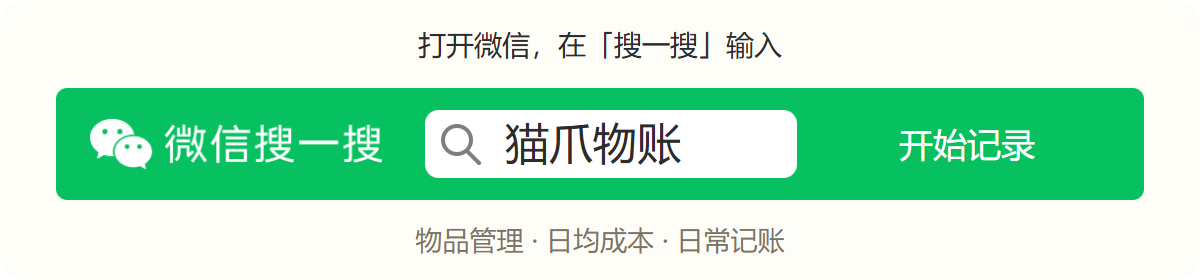 打开微信，在「搜一搜」输入
微信搜一搜 猫爪物账 开始记录
物品管理 · 日均成本 · 日常记账